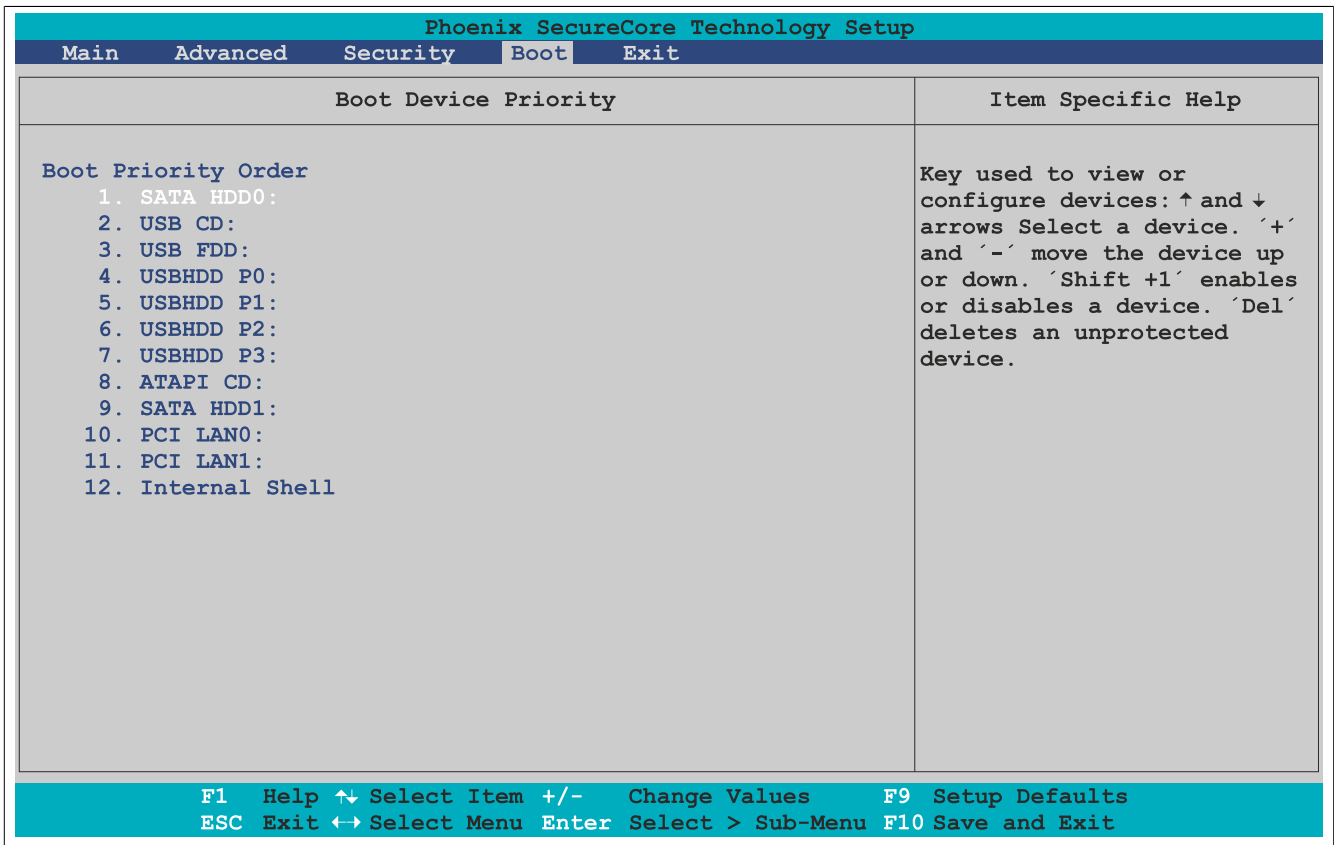 Phoenix SecureCore Technology Setup
Main Advanced Security Boot Exit
Boot Device Priority
Item Specific Help
Boot Priority Order
1. SATA HDD0:
2. USB CD:
3. USB FDD:
4. USBHDD P0:
5. USBHDD P1:
6. USBHDD P2:
7. USBHDD P3:
8. ATAPI CD:
9. SATA HDD1:
10. PCI LAN0:
11. PCI LAN1:
12. Internal Shell
Key used to view or
configure devices: ↑ and ↓
arrows Select a device. ´+´
and ´-´ move the device up
or down. ´Shift +1´ enables
or disables a device. ´Del´
deletes an unprotected
device.
F1 Help ↑↓ Select Item +/- Change Values F9 Setup Defaults
ESC Exit ←→ Select Menu Enter Select > Sub-Menu F10 Save and Exit